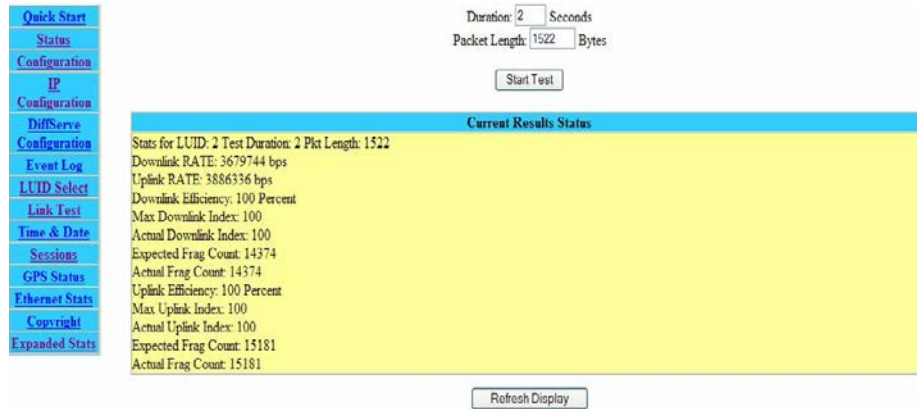 Quick Start
Status
Configuration
IP
Configuration
DiffServe
Configuration
Event Log
LUID Select
Link Test
Time & Date
Sessions
GPS Status
Ethernet Stats
Copyright
Expanded Stats
Duration: 2 Seconds
Packet Length: 1522 Bytes
Start Test
Current Results Status
Stats for LUID: 2 Test Duration: 2 Pkt Length: 1522
Downlink RATE: 3679744 bps
Uplink RATE: 3886336 bps
Downlink Efficiency: 100 Percent
Max Downlink Index: 100
Actual Downlink Index: 100
Expected Frag Count: 14374
Actual Frag Count: 14374
Uplink Efficiency: 100 Percent
Max Uplink Index: 100
Actual Uplink Index: 100
Expected Frag Count: 15181
Actual Frag Count: 15181
Refresh Display